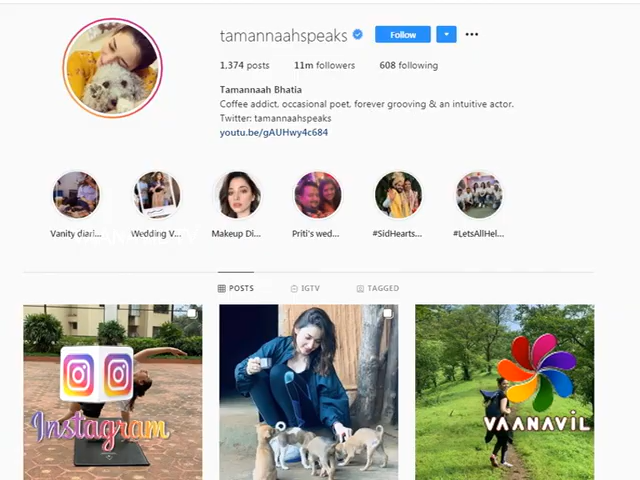 tamannaahspeaks Follow
1,374 posts 11m followers 608 following
Tamannaah Bhatia
Coffee addict, occasional poet, forever grooving & an intuitive actor.
Twitter: tamannaahspeaks
youtu.be/gAUHwy4c684
Vanity diari... Wedding V... Makeup Di... Priti's wed... #SidHearts... #LetsAllHel...
POSTS IGTV TAGGED
Instagram
VAANAVIL